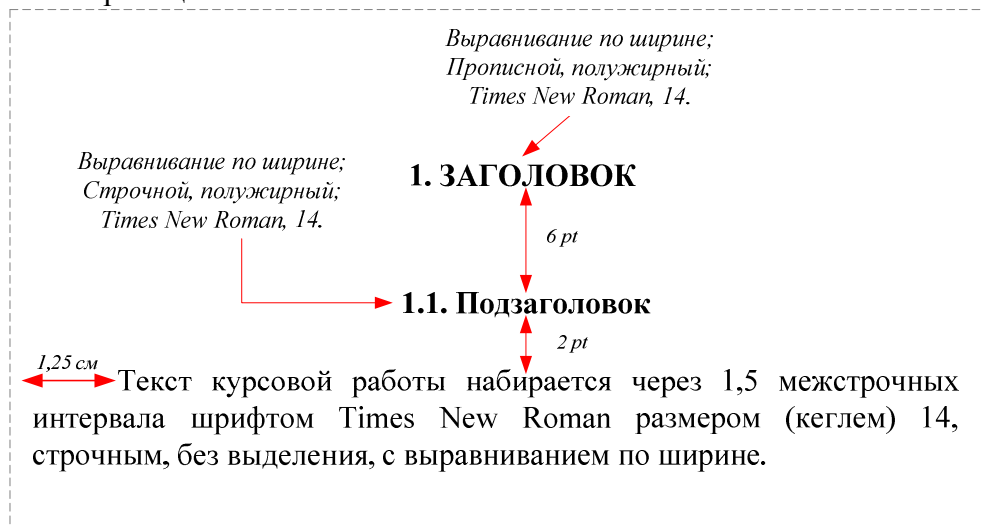 Выравнивание по ширине;
Прописной, полужирный;
Times New Roman, 14.
Выравнивание по ширине;
Строчной, полужирный;
Times New Roman, 14.
1. ЗАГОЛОВОК
6 pt
1.1. Подзаголовок
2 pt
1,25 см
Текст курсовой работы набирается через 1,5 межстрочных
интервала шрифтом Times New Roman размером (кеглем) 14,
строчным, без выделения, с выравниванием по ширине.